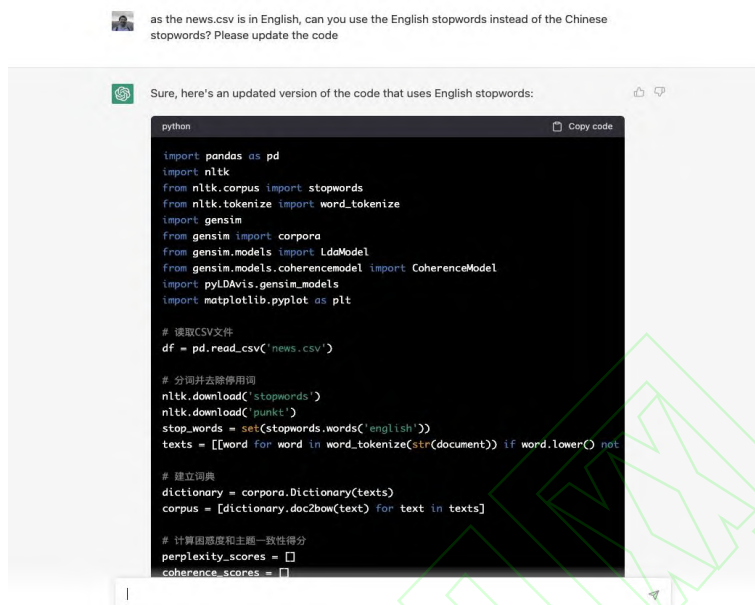 as the news.csv is in English, can you use the English stopwords instead of the Chinese
stopwords? Please update the code
Sure, here's an updated version of the code that uses English stopwords:
python Copy code
import pandas as pd
import nltk
from nltk.corpus import stopwords
from nltk.tokenize import word_tokenize
import gensim
from gensim import corpora
from gensim.models import LdaModel
from gensim.models.coherencemodel import CoherenceModel
import pyLDAvis.gensim_models
import matplotlib.pyplot as plt
# 读取CSV文件
df = pd.read_csv('news.csv')
# 分词并去除停用词
nltk.download('stopwords')
nltk.download('punkt')
stop_words = set(stopwords.words('english'))
texts = [[word for word in word_tokenize(str(document)) if word.lower() not
# 建立词典
dictionary = corpora.Dictionary(texts)
corpus = [dictionary.doc2bow(text) for text in texts]
# 计算困惑度和主题一致性得分
perplexity_scores = []
coherence_scores = []